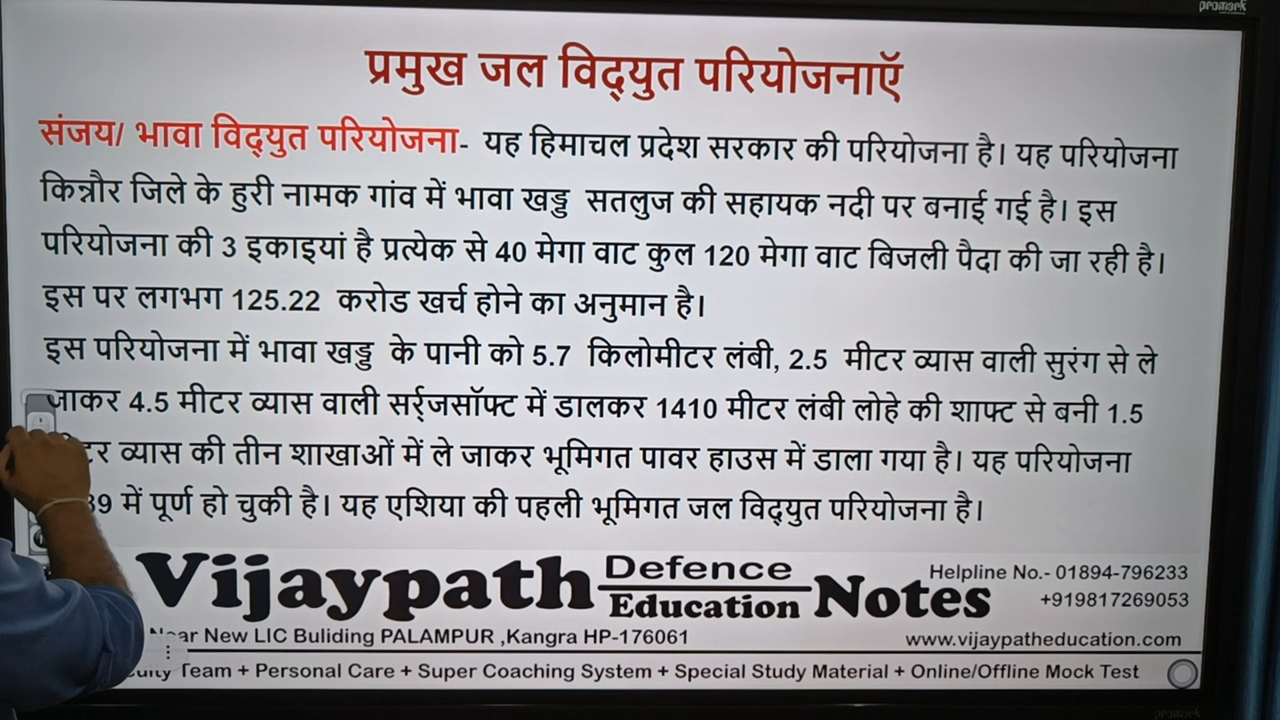 promark
प्रमुख जल विद्युत परियोजनाएॅ
संजय/ भावा विद्युत परियोजना- यह हिमाचल प्रदेश सरकार की परियोजना है। यह परियोजना
किन्नौर जिले के हुरी नामक गांव में भावा खड्ड सतलुज की सहायक नदी पर बनाई गई है। इस
परियोजना की 3 इकाइयां है प्रत्येक से 40 मेगा वाट कुल 120 मेगा वाट बिजली पैदा की जा रही है।
इस पर लगभग 125.22 करोड खर्च होने का अनुमान है।
इस परियोजना में भावा खड्ड के पानी को 5.7 किलोमीटर लंबी, 2.5 मीटर व्यास वाली सुरंग से ले
जाकर 4.5 मीटर व्यास वाली सर्र्जसॉफ्ट में डालकर 1410 मीटर लंबी लोहे की शाफ्ट से बनी 1.5
व्यास की तीन शाखाओं में ले जाकर भूमिगत पावर हाउस में डाला गया है। यह परियोजना
में पूर्ण हो चुकी है। यह एशिया की पहली भूमिगत जल विद्युत परियोजना है।
Vijaypath Defence Education Notes
Helpline No.- 01894-796233
+919817269053
Near New LIC Buliding PALAMPUR ,Kangra HP-176061
www.vijaypatheducation.com
Team + Personal Care + Super Coaching System + Special Study Material + Online/Offline Mock Test